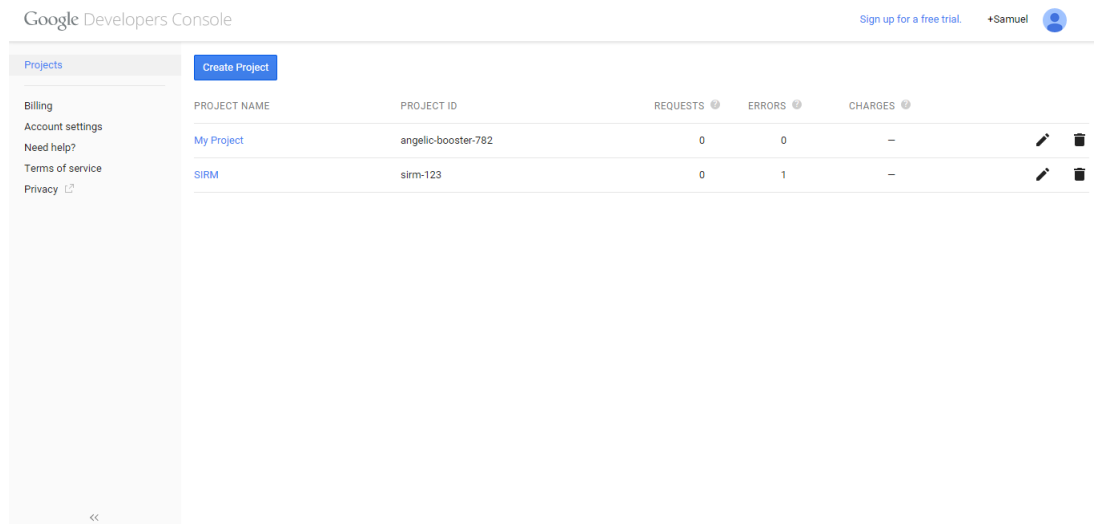 Google Developers Console
Sign up for a free trial.
+Samuel
Projects
Billing
Account settings
Need help?
Terms of service
Privacy
Create Project
PROJECT NAME PROJECT ID REQUESTS ? ERRORS ? CHARGES ?
My Project angelic-booster-782 0 0 —
SIRM sirm-123 0 1 —